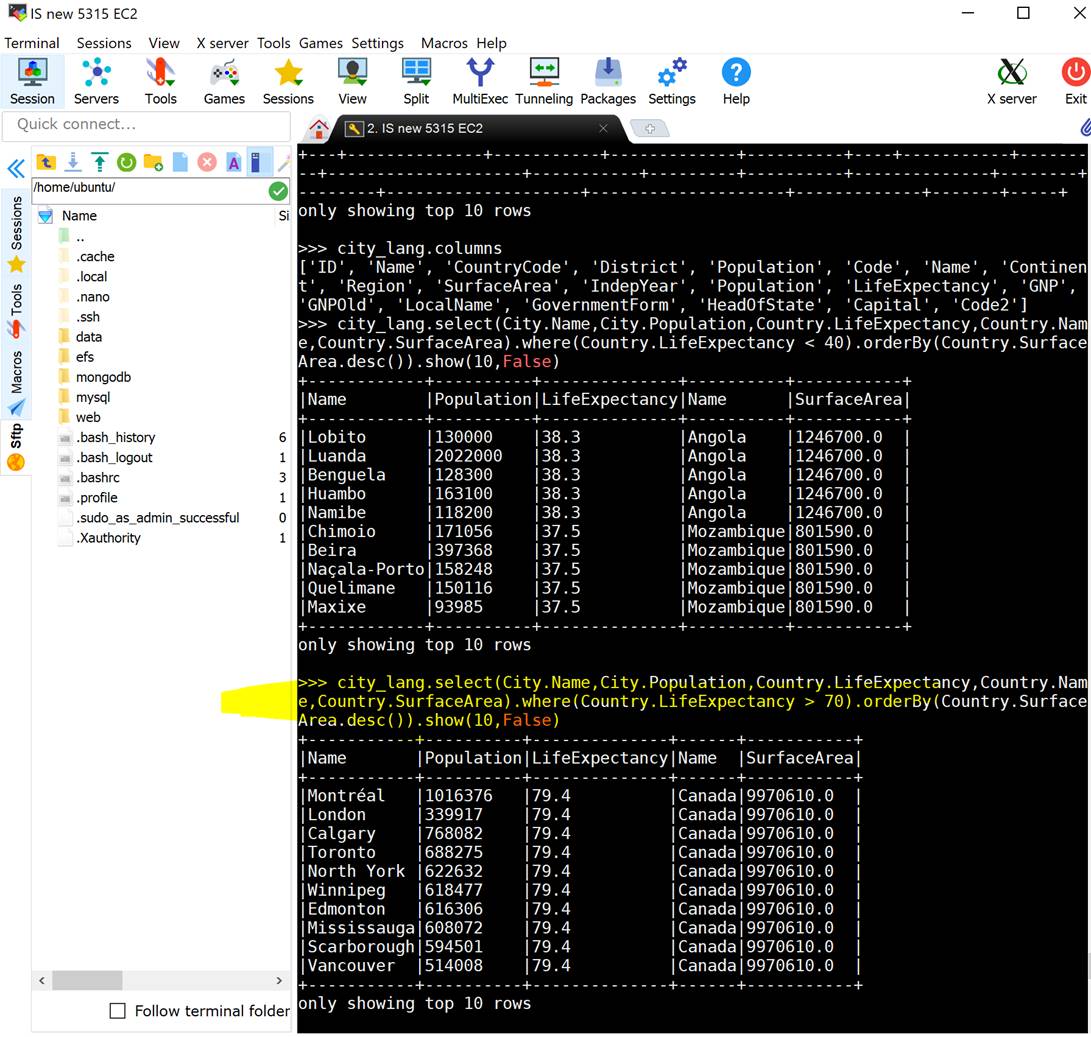 IS new 5315 EC2
Terminal Sessions View X server Tools Games Settings Macros Help
Session Servers Tools Games Sessions View Split MultiExec Tunneling Packages Settings Help X server Exit
Quick connect...
2. IS new 5315 EC2
/home/ubuntu/
Name Si
..
.cache
.local
.nano
.ssh
data
efs
mongodb
mysql
web
.bash_history 6
.bash_logout 1
.bashrc 3
.profile 1
.sudo_as_admin_successful 0
.Xauthority 1
Follow terminal folder
Sessions
Tools
Macros
Sftp
+---+---------------+------------+-------------+-----------+----+------------+-------
--+-------------+------------+---------+-----------+--------------+---------+--------
--------+---------------------+---------------------+--------------+-------+-----+
only showing top 10 rows
>>> city_lang.columns
['ID', 'Name', 'CountryCode', 'District', 'Population', 'Code', 'Name', 'Continen
t', 'Region', 'SurfaceArea', 'IndepYear', 'Population', 'LifeExpectancy', 'GNP',
'GNPOld', 'LocalName', 'GovernmentForm', 'HeadOfState', 'Capital', 'Code2']
>>> city_lang.select(City.Name,City.Population,Country.LifeExpectancy,Country.Nam
e,Country.SurfaceArea).where(Country.LifeExpectancy < 40).orderBy(Country.Surface
Area.desc()).show(10,False)
+------------+----------+--------------+----------+-----------+
|Name        |Population|LifeExpectancy|Name      |SurfaceArea|
+------------+----------+--------------+----------+-----------+
|Lobito      |130000    |38.3          |Angola    |1246700.0  |
|Luanda      |2022000   |38.3          |Angola    |1246700.0  |
|Benguela    |128300    |38.3          |Angola    |1246700.0  |
|Huambo      |163100    |38.3          |Angola    |1246700.0  |
|Namibe      |118200    |38.3          |Angola    |1246700.0  |
|Chimoio     |171056    |37.5          |Mozambique|801590.0   |
|Beira       |397368    |37.5          |Mozambique|801590.0   |
|Naçala-Porto|158248    |37.5          |Mozambique|801590.0   |
|Quelimane   |150116    |37.5          |Mozambique|801590.0   |
|Maxixe      |93985     |37.5          |Mozambique|801590.0   |
+------------+----------+--------------+----------+-----------+
only showing top 10 rows
>>> city_lang.select(City.Name,City.Population,Country.LifeExpectancy,Country.Nam
e,Country.SurfaceArea).where(Country.LifeExpectancy > 70).orderBy(Country.Surface
Area.desc()).show(10,False)
+-----------+----------+--------------+------+-----------+
|Name       |Population|LifeExpectancy|Name  |SurfaceArea|
+-----------+----------+--------------+------+-----------+
|Montréal   |1016376   |79.4          |Canada|9970610.0  |
|London     |339917    |79.4          |Canada|9970610.0  |
|Calgary    |768082    |79.4          |Canada|9970610.0  |
|Toronto    |688275    |79.4          |Canada|9970610.0  |
|North York |622632    |79.4          |Canada|9970610.0  |
|Winnipeg   |618477    |79.4          |Canada|9970610.0  |
|Edmonton   |616306    |79.4          |Canada|9970610.0  |
|Mississauga|608072    |79.4          |Canada|9970610.0  |
|Scarborough|594501    |79.4          |Canada|9970610.0  |
|Vancouver  |514008    |79.4          |Canada|9970610.0  |
+-----------+----------+--------------+------+-----------+
only showing top 10 rows